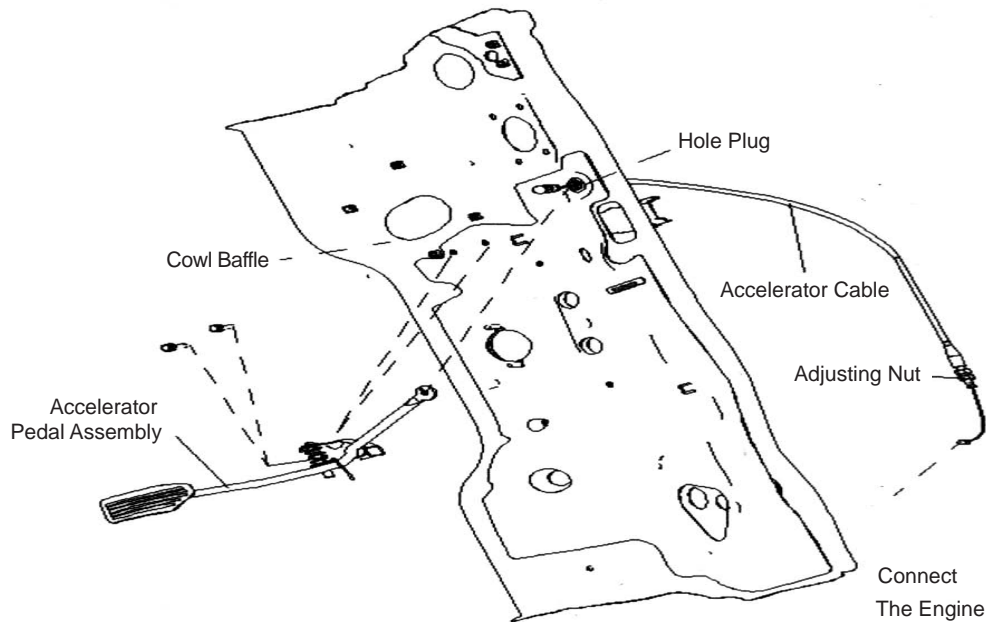 Hole Plug
Cowl Baffle
Accelerator Cable
Adjusting Nut
Accelerator
Pedal Assembly
Connect
The Engine